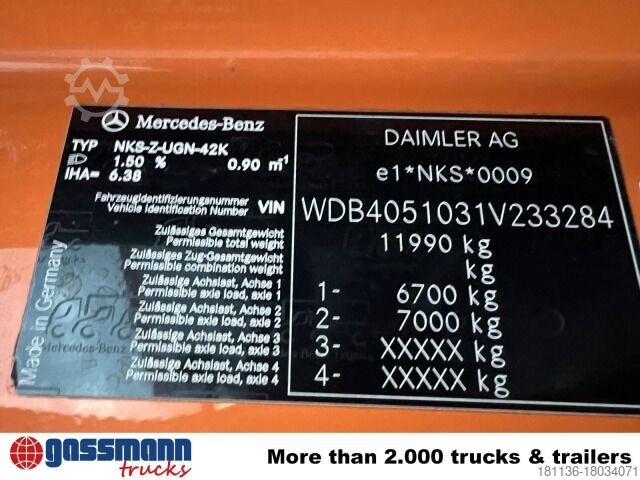 Mercedes-Benz
TYP NKS-Z-UGN-42K
1.50 % 0.90 m⁻¹
IHA= 6.38
Fahrzeugidentifizierungsnummer
Vehicle Identification Number VIN
Zulässiges Gesamtgewicht
Permissible total weight
Zulässiges Zug-Gesamtgewicht
Permissible combination weight
Zulässige Achslast, Achse 1
Permissible axle load, axle 1
Zulässige Achslast, Achse 2
Permissible axle load, axle 2
Zulässige Achslast, Achse 3
Permissible axle load, axle 3
Zulässige Achslast, Achse 4
Permissible axle load, axle 4
Made in Germany
Mercedes-Benz
DAIMLER AG
e1*NKS*0009
WDB4051031V233284
11990 kg
kg
1- 6700 kg
2- 7000 kg
3- XXXXX kg
4- XXXXX kg
gassmann
trucks
More than 2.000 trucks & trailers
181136-18034071